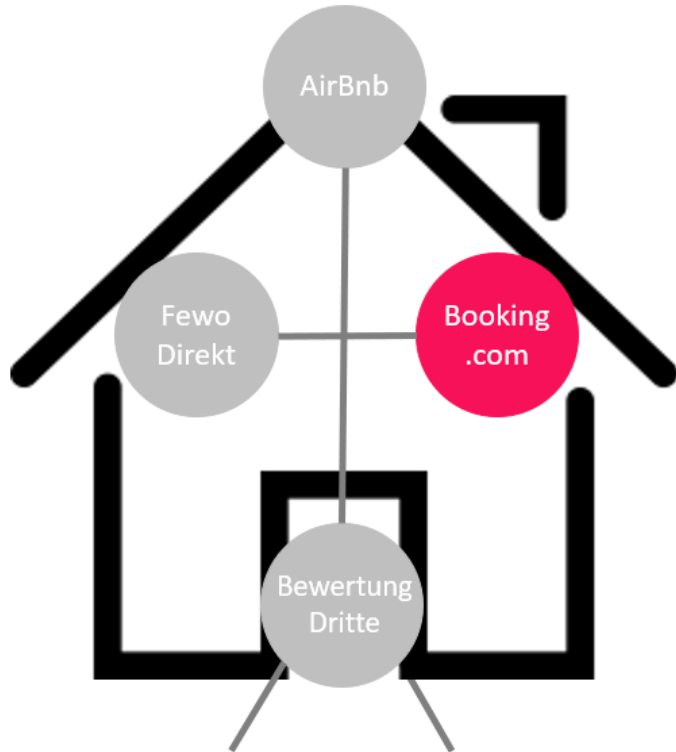 AirBnb
Fewo
Direkt
Booking
.com
Bewertung
Dritte